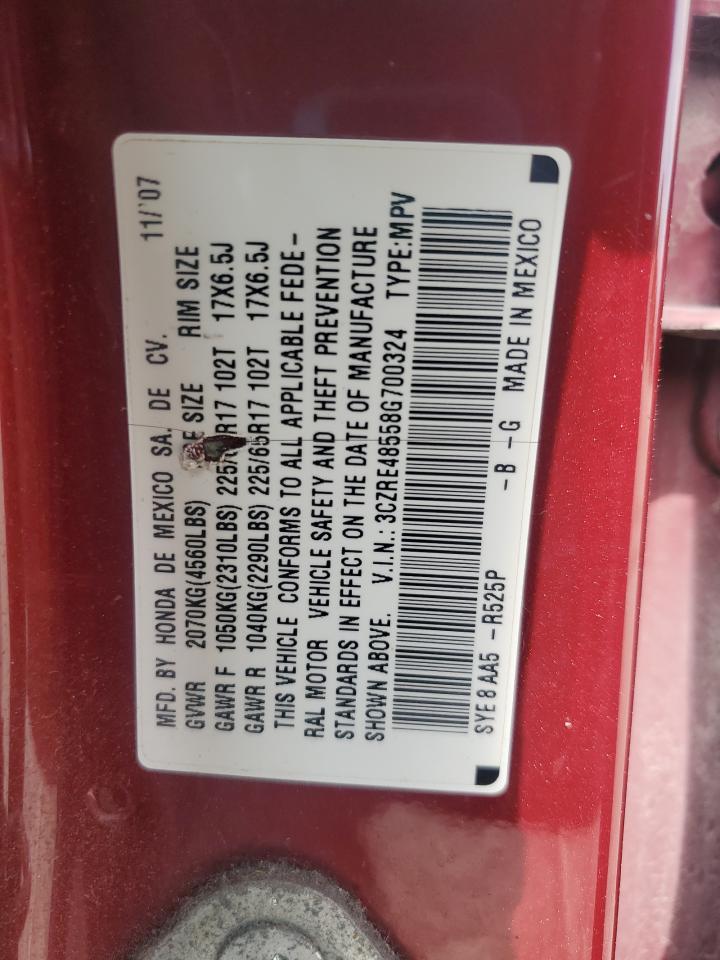 MFD. BY HONDA DE MEXICO SA. DE CV. 11/'07
GVWR 2070KG(4560LBS) SIZE RIM SIZE
GAWR F 1050KG(2310LBS) R17 102T 17X6.5J
GAWR R 1040KG(2290LBS) 225/65R17 102T 17X6.5J
THIS VEHICLE CONFORMS TO ALL APPLICABLE FEDE-
RAL MOTOR VEHICLE SAFETY AND THEFT PREVENTION
STANDARDS IN EFFECT ON THE DATE OF MANUFACTURE
SHOWN ABOVE. V.I.N.: 3CZRE48558G700324 TYPE:MPV
SYE 8 AA5 -R525P -B -G MADE IN MEXICO